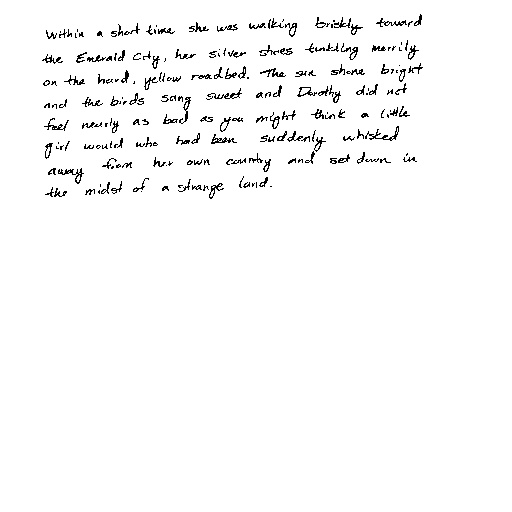 Within a short time she was walking briskly toward
the Emerald City, her silver shoes tinkling merrily
on the hard, yellow roadbed. The sun shone bright
and the birds sang sweet and Dorothy did not
feel nearly as bad as you might think a little
girl would who had been suddenly whisked
away from her own country and set down in
the midst of a strange land.